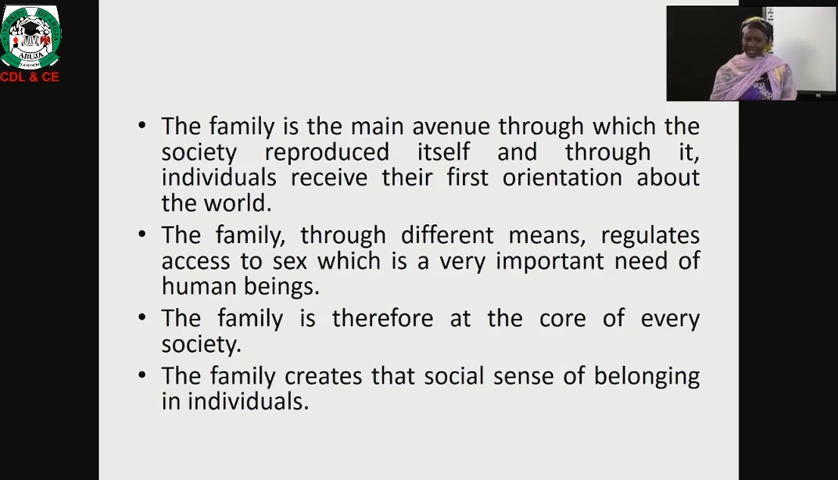 ABUJA
CDL & CE
• The family is the main avenue through which the
society reproduced itself and through it,
individuals receive their first orientation about
the world.
• The family, through different means, regulates
access to sex which is a very important need of
human beings.
• The family is therefore at the core of every
society.
• The family creates that social sense of belonging
in individuals.